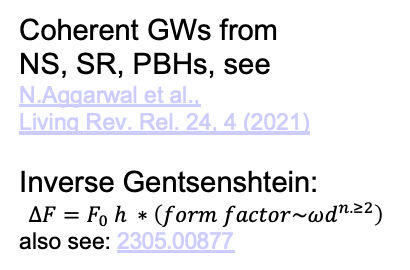 Coherent GWs from
NS, SR, PBHs, see
N.Aggarwal et al.,
Living Rev. Rel. 24, 4 (2021)
Inverse Gentsenshtein:
ΔF = F₀ h ∗ (form factor~ωdⁿ·≥²)
also see: 2305.00877